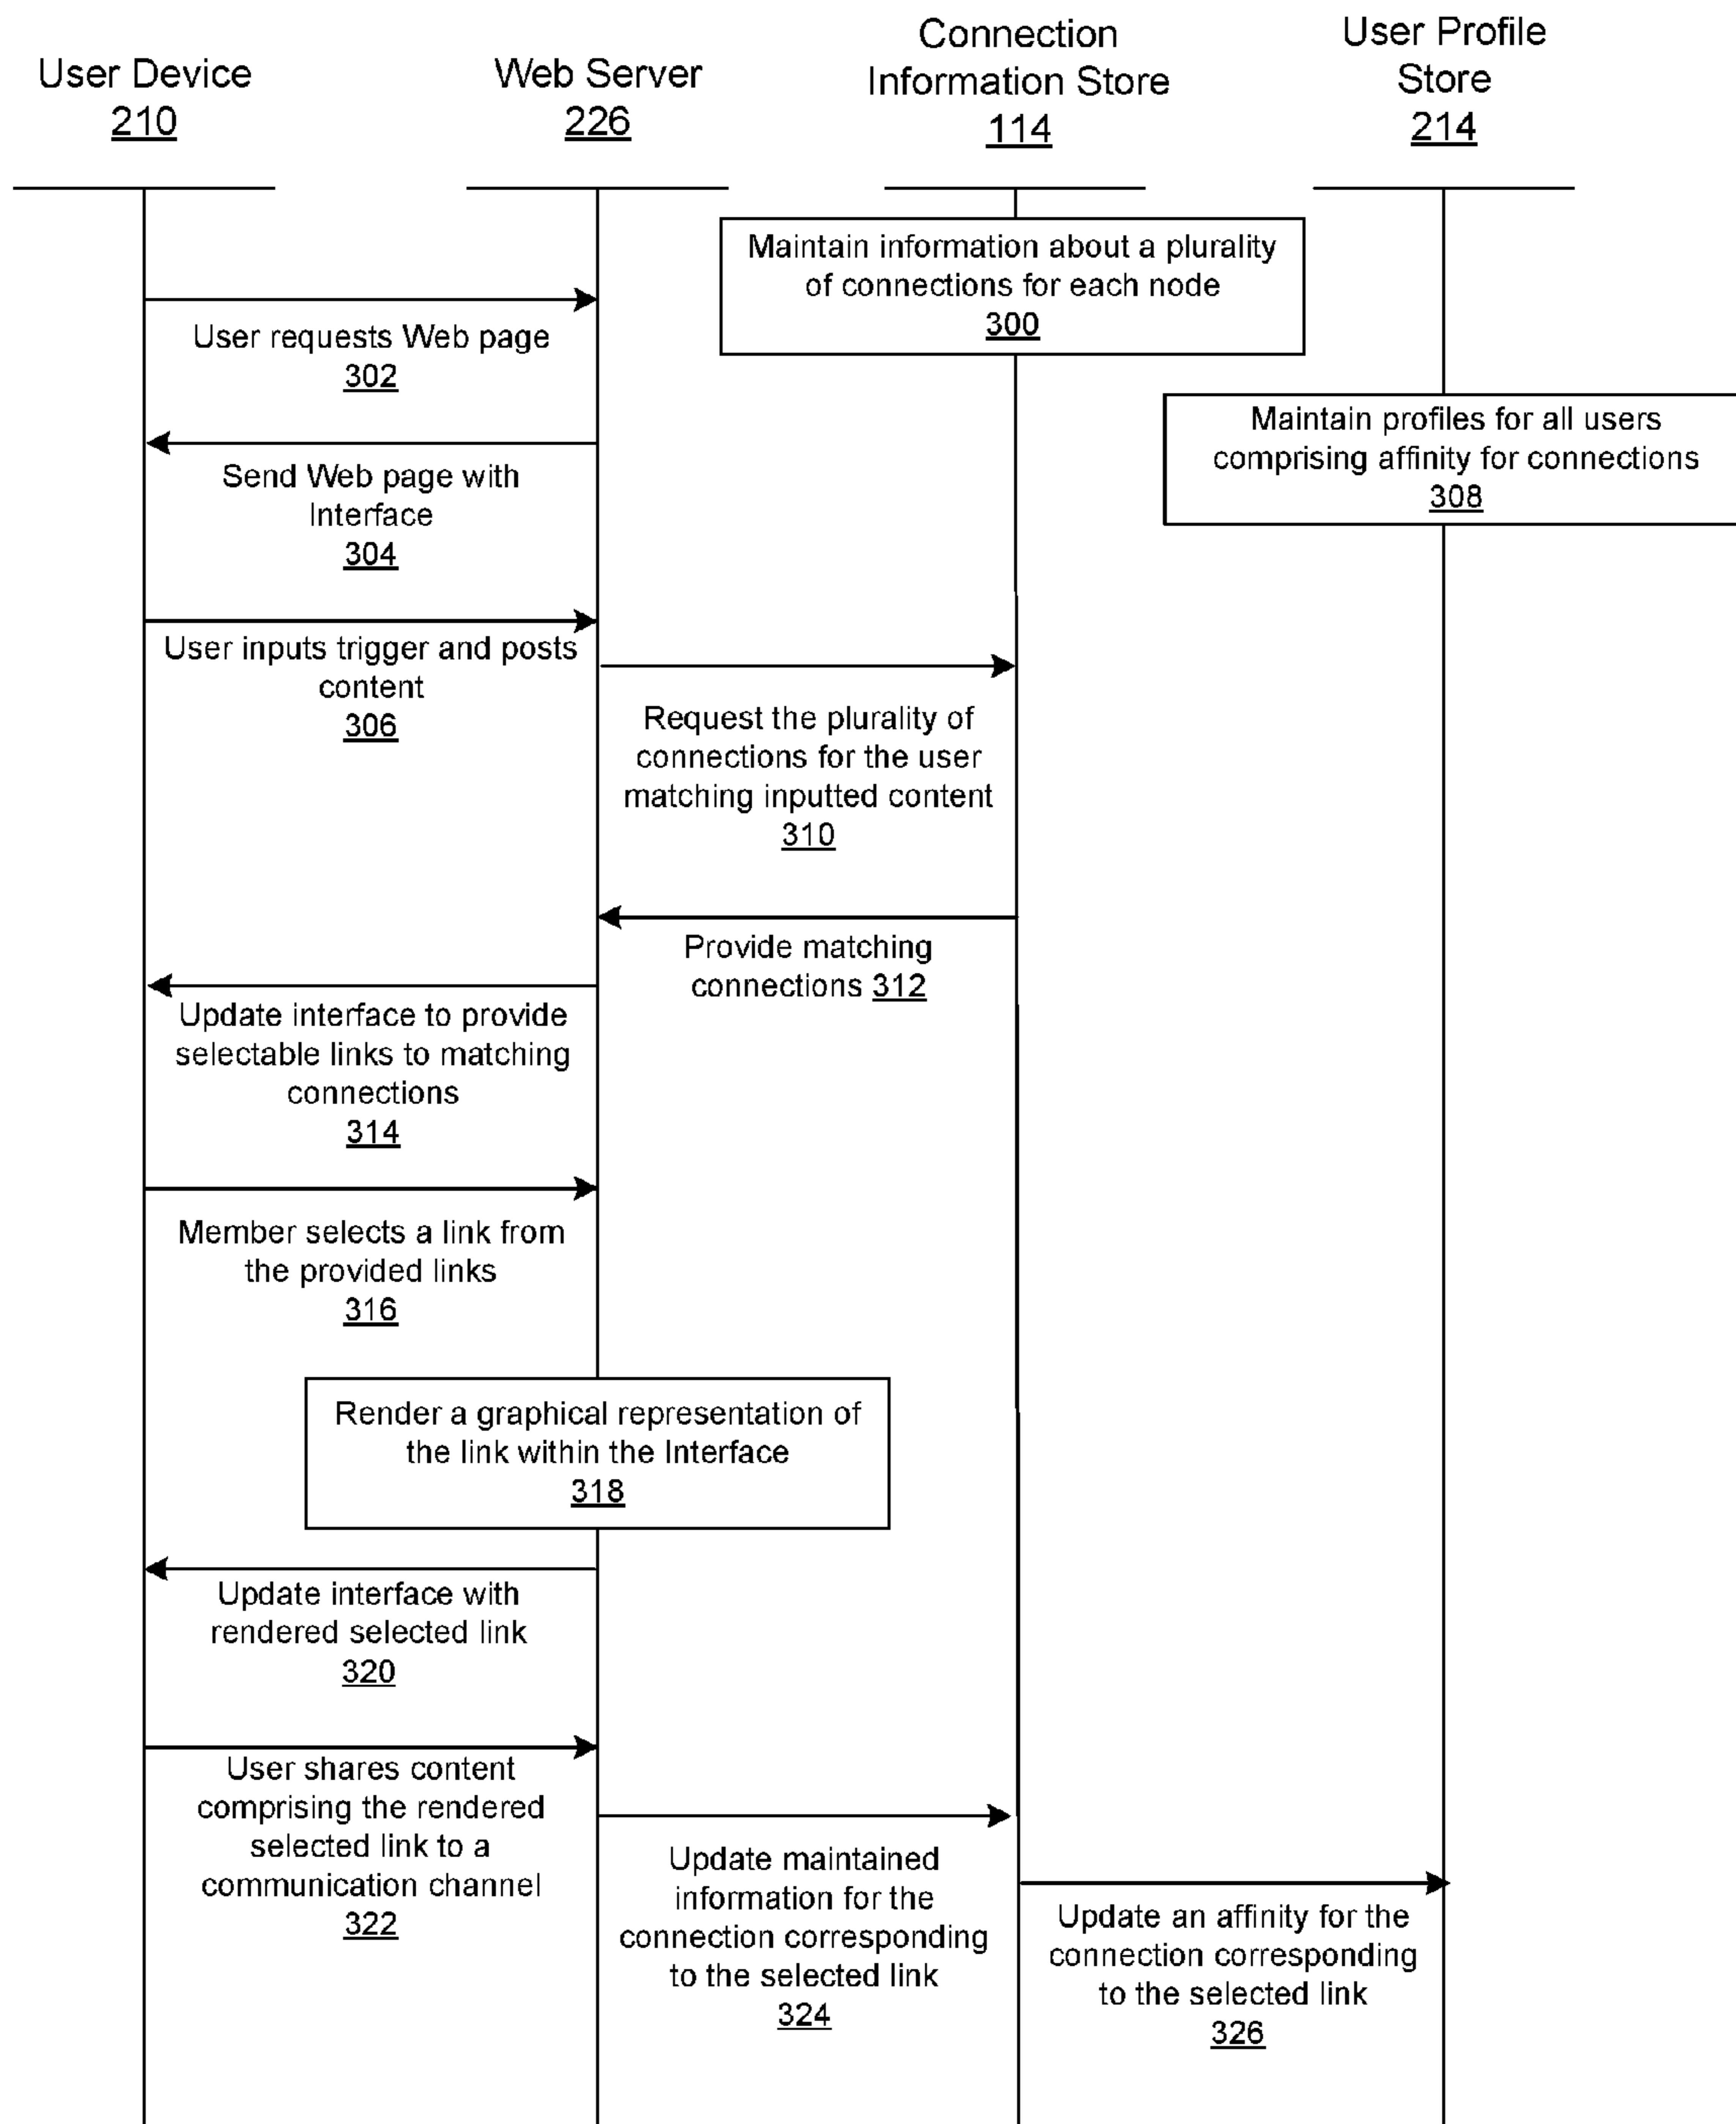 User Device
210
Web Server
226
Connection
Information Store
114
User Profile
Store
214
Maintain information about a plurality
of connections for each node
300
User requests Web page
302
Maintain profiles for all users
comprising affinity for connections
308
Send Web page with
Interface
304
User inputs trigger and posts
content
306
Request the plurality of
connections for the user
matching inputted content
310
Provide matching
connections 312
Update interface to provide
selectable links to matching
connections
314
Member selects a link from
the provided links
316
Render a graphical representation of
the link within the Interface
318
Update interface with
rendered selected link
320
User shares content
comprising the rendered
selected link to a
communication channel
322
Update maintained
information for the
connection corresponding
to the selected link
324
Update an affinity for the
connection corresponding
to the selected link
326